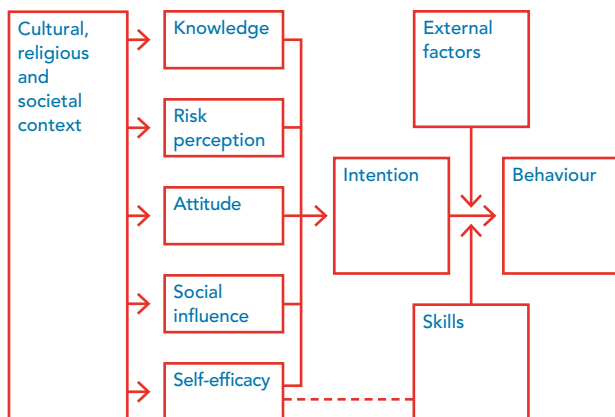 Cultural,
religious
and
societal
context
Knowledge
Risk
perception
Attitude
Social
influence
Self-efficacy
Intention
External
factors
Skills
Behaviour